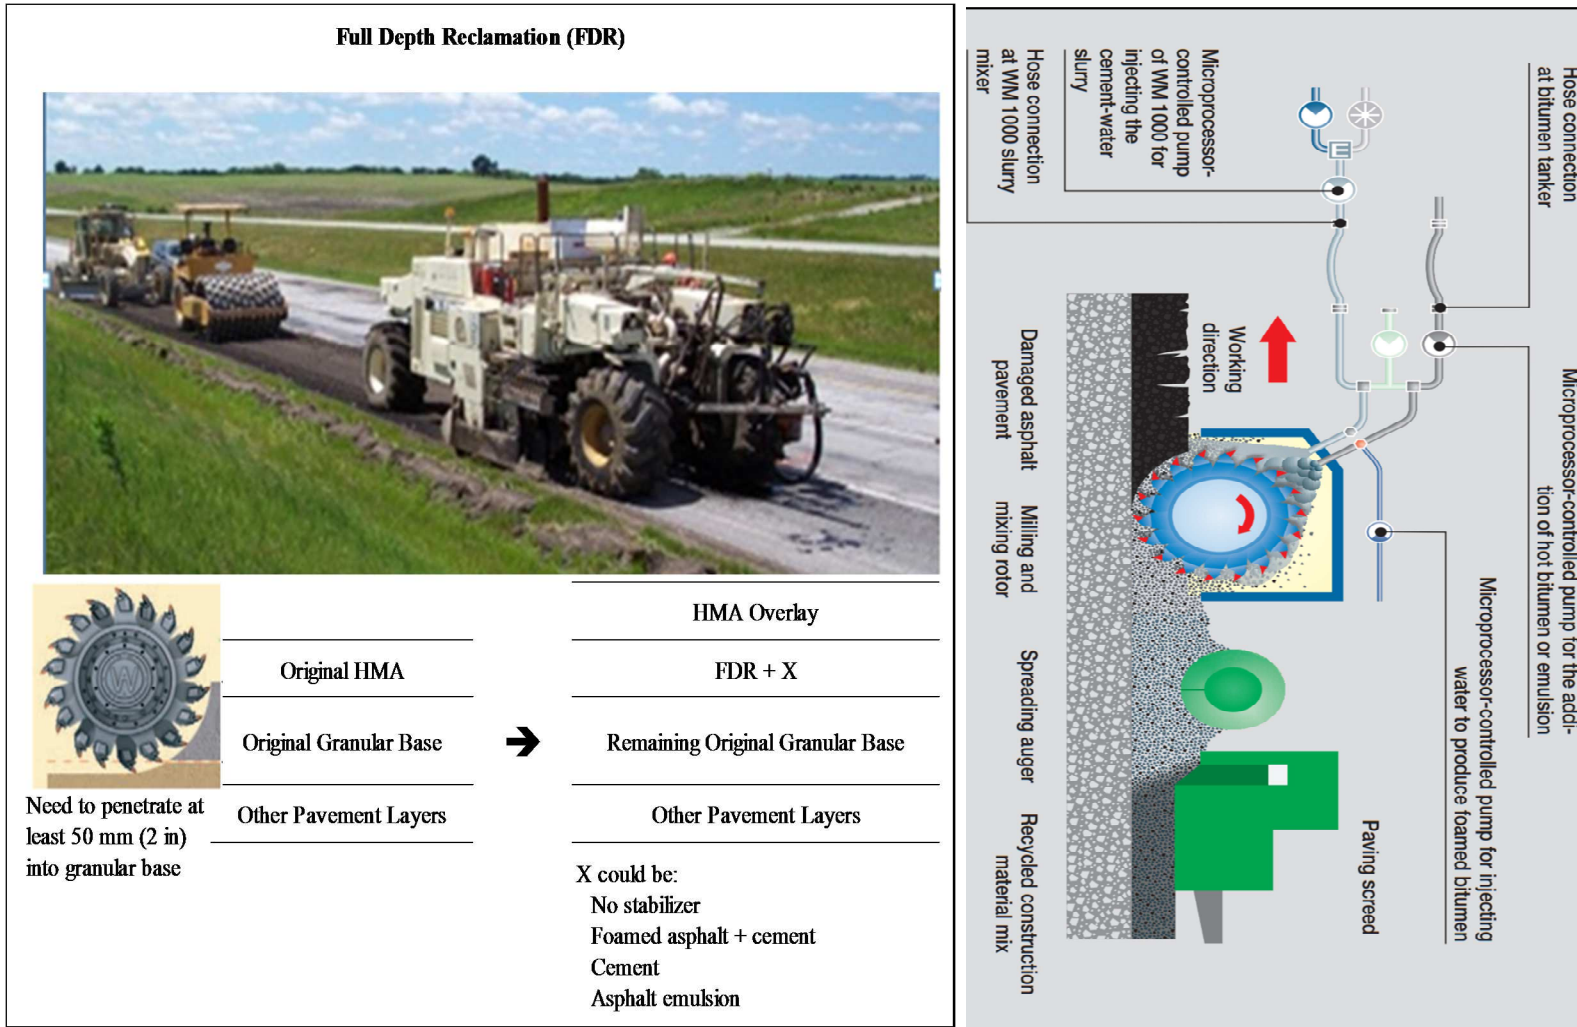 Full Depth Reclamation (FDR)
HMA Overlay
Original HMA
FDR + X
Original Granular Base
➔
Remaining Original Granular Base
Other Pavement Layers
Other Pavement Layers
W
Need to penetrate at
least 50 mm (2 in)
into granular base
X could be:
No stabilizer
Foamed asphalt + cement
Cement
Asphalt emulsion
Hose connection
at bitumen tanker
Microprocessor-controlled pump for the addi-
tion of hot bitumen or emulsion
Microprocessor-controlled pump for injecting
water to produce foamed bitumen
Microprocessor-
controlled pump
of WM 1000 for
injecting the
cement-water
slurry
Hose connection
at WM 1000 slurry
mixer
Working
direction
Paving screed
Damaged asphalt
pavement
Milling and
mixing rotor
Spreading auger
Recycled construction
material mix